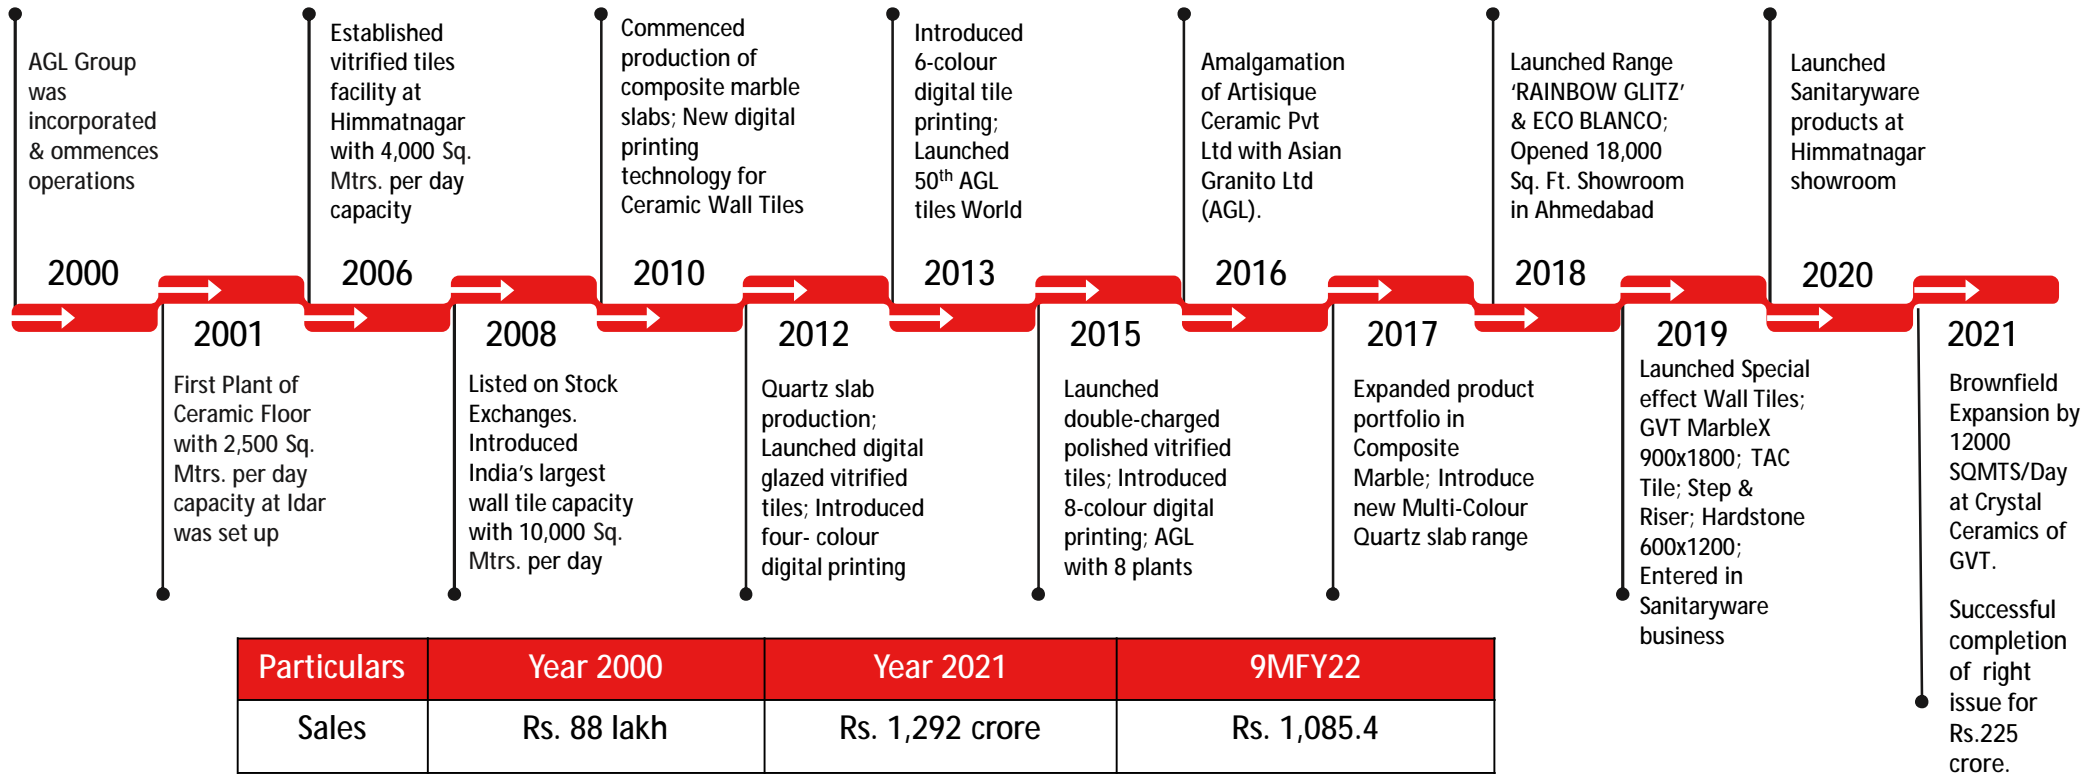 AGL Group
was
incorporated
& ommences
operations
2000
2001
First Plant of
Ceramic Floor
with 2,500 Sq.
Mtrs. per day
capacity at Idar
was set up
Established
vitrified tiles
facility at
Himmatnagar
with 4,000 Sq.
Mtrs. per day
capacity
2006
2008
Listed on Stock
Exchanges.
Introduced
India's largest
wall tile capacity
with 10,000 Sq.
Mtrs. per day
Commenced
production of
composite marble
slabs; New digital
printing
technology for
Ceramic Wall Tiles
2010
2012
Quartz slab
production;
Launched digital
glazed vitrified
tiles; Introduced
four- colour
digital printing
Introduced
6-colour
digital tile
printing;
Launched
50th AGL
tiles World
2013
2015
Launched
double-charged
polished vitrified
tiles; Introduced
8-colour digital
printing; AGL
with 8 plants
Amalgamation
of Artisique
Ceramic Pvt
Ltd with Asian
Granito Ltd
(AGL).
2016
2017
Expanded product
portfolio in
Composite
Marble; Introduce
new Multi-Colour
Quartz slab range
Launched Range
'RAINBOW GLITZ'
& ECO BLANCO;
Opened 18,000
Sq. Ft. Showroom
in Ahmedabad
2018
2019
Launched Special
effect Wall Tiles;
GVT MarbleX
900x1800; TAC
Tile; Step &
Riser; Hardstone
600x1200;
Entered in
Sanitaryware
business
Launched
Sanitaryware
products at
Himmatnagar
showroom
2020
2021
Brownfield
Expansion by
12000
SQMTS/Day
at Crystal
Ceramics of
GVT.
Successful
completion
of right
issue for
Rs.225
crore.
Particulars Year 2000 Year 2021 9MFY22
Sales Rs. 88 lakh Rs. 1,292 crore Rs. 1,085.4